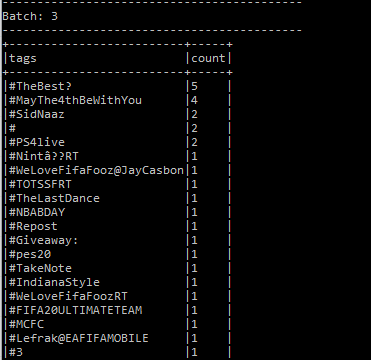 -------------------------------------------
Batch: 3
-------------------------------------------
+------------------------+-----+
|tags                    |count|
+------------------------+-----+
|#TheBest?               |5    |
|#MayThe4thBeWithYou     |4    |
|#SidNaaz                |2    |
|#                       |2    |
|#PS4live                |2    |
|#Nintâ??RT              |1    |
|#WeLoveFifaFooz@JayCasbon|1    |
|#TOTSSFRT               |1    |
|#TheLastDance           |1    |
|#NBABDAY                |1    |
|#Repost                 |1    |
|#Giveaway:              |1    |
|#pes20                  |1    |
|#TakeNote               |1    |
|#IndianaStyle           |1    |
|#WeLoveFifaFoozRT       |1    |
|#FIFA20ULTIMATETEAM     |1    |
|#MCFC                   |1    |
|#Lefrak@EAFIFAMOBILE    |1    |
|#3                      |1    |